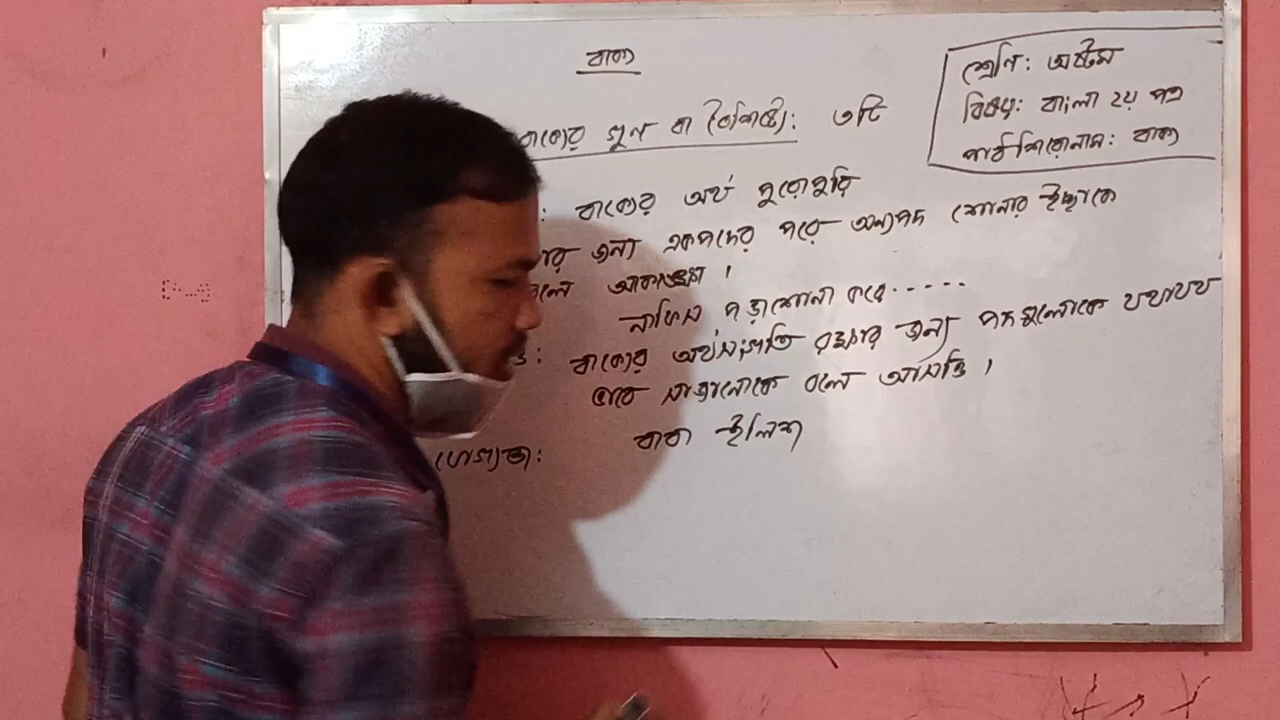 বাক্য
শ্রেণি: অষ্টম
বিষয়: বাংলা ২য় পত্র
পাঠ শিরোনাম: বাক্য
বাক্যের গুন বা বৈশিষ্ট্য: ৩টি
: বাক্যের অর্থ পুরোপুরি
জন্য একপদের পরে অন্যপদ শোনার ইচ্ছাকে
বলে আকাঙ্ক্ষা।
নাফিস পড়াশোনা করে.....
: বাক্যের অর্থসংগতি রক্ষার জন্য পদগুলোকে যথাযথ
ভাবে সাজানোকে বলে আসত্তি।
বাবা ইলিশ